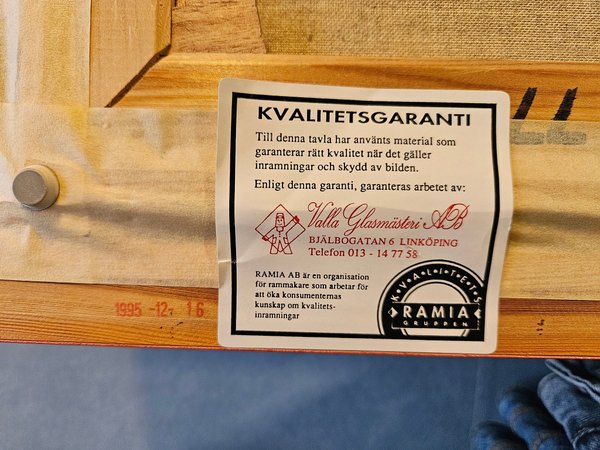 KVALITETSGARANTI
Till denna tavla har använts material som
garanterar rätt kvalitet när det gäller
inramningar och skydd av bilden.
Enligt denna garanti, garanteras arbetet av:
Valla Glasmästeri AB
BJÄLBOGATAN 6 LINKÖPING
Telefon 013 - 14 77 58
RAMIA AB är en organisation
för rammakare som arbetar för
att öka konsumenternas
kunskap om kvalitets-
inramningar
KVALITETS
RAMIA
GRUPPEN
1995 -12- 16